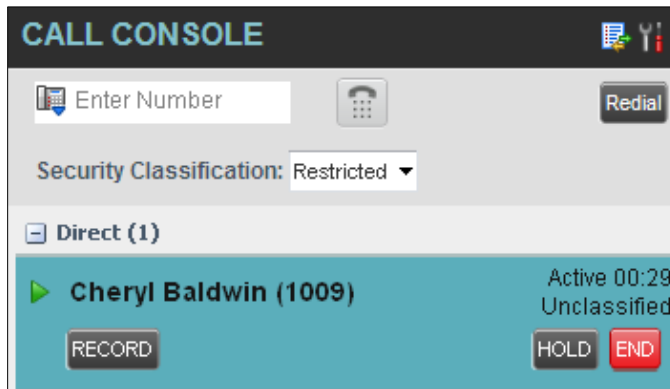 CALL CONSOLE
Enter Number
Redial
Security Classification: Restricted
Direct (1)
Cheryl Baldwin (1009)
Active 00:29
Unclassified
RECORD
HOLD
END